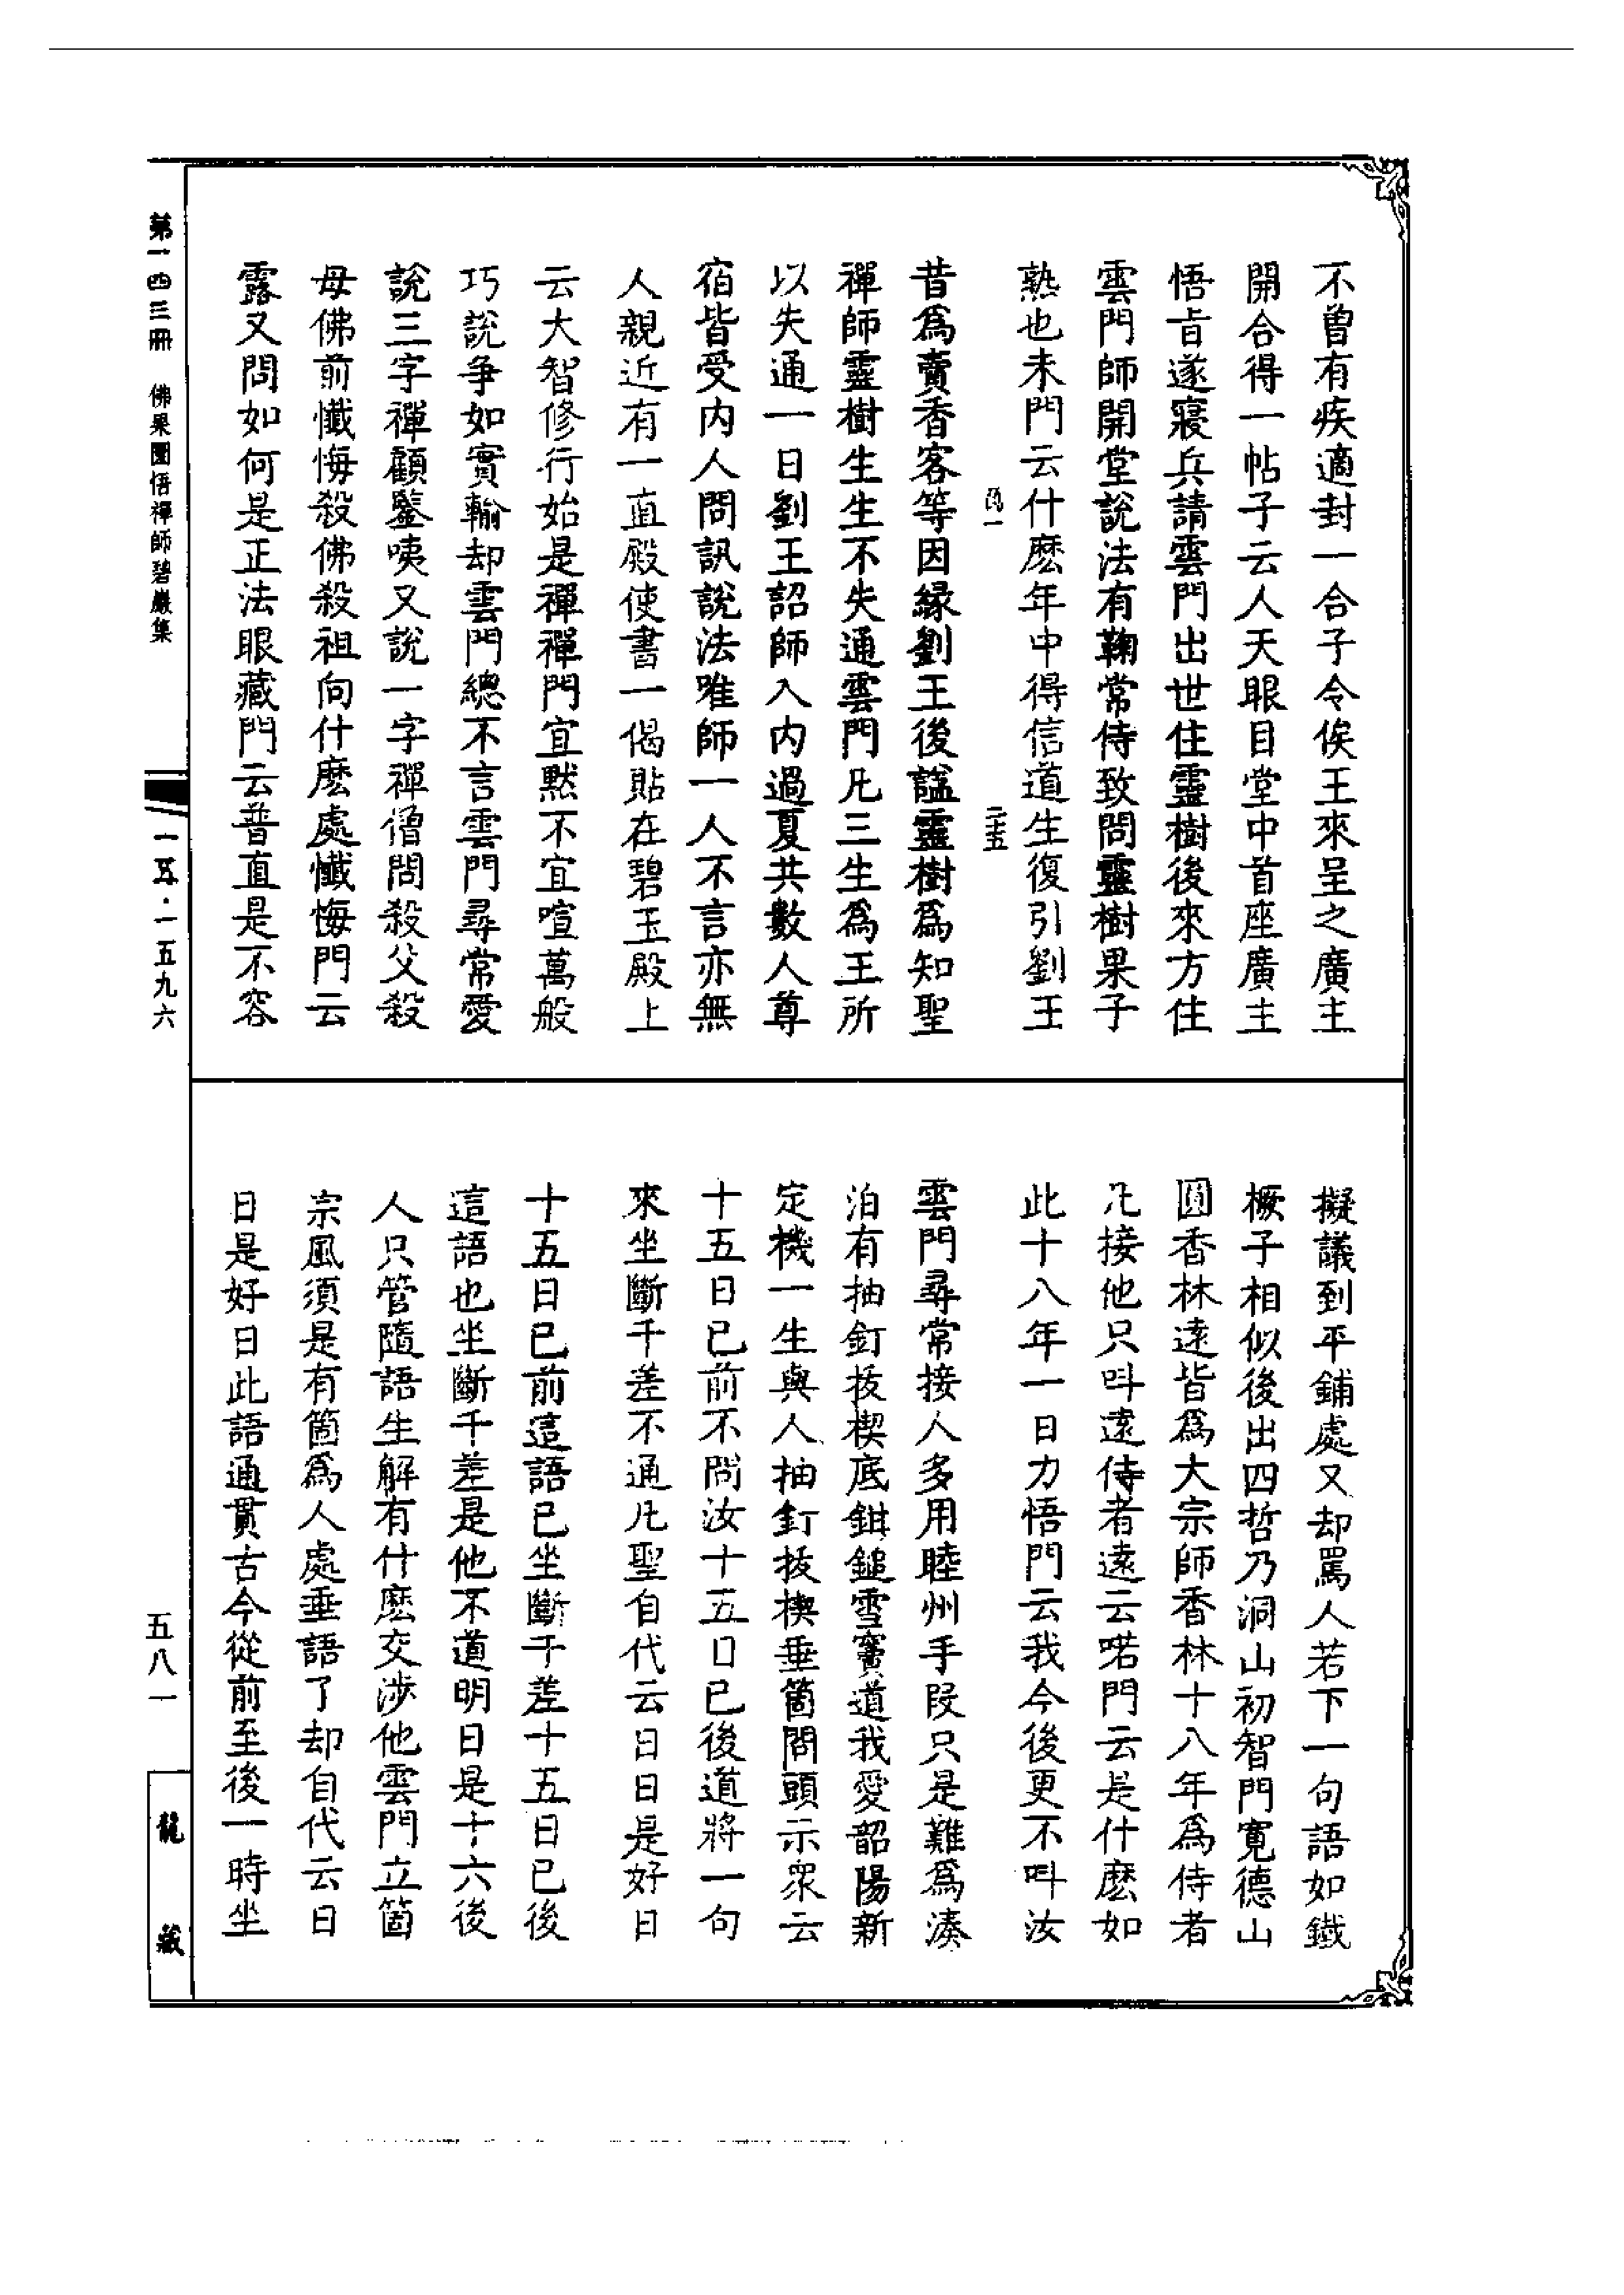 不曾有疾適封一合子令俟王來呈之廣主
開合得一帖子云人天眼目堂中首座廣主
悟旨遂寢兵請雲門出世住靈樹後來方住
雲門師開堂說法有鞠常侍致問靈樹果子
熟也未門云什麽年中得信道生復引劉王
二十五
昔爲賣香客等因縁劉王後諡靈樹爲知聖
禪師靈樹生生不失通雲門凡三生爲王所
以失通一日劉王詔師入内過夏共數人尊
宿皆受内人問訊說法唯師一人不言亦無
人親近有一直殿使書一偈貼在碧玉殿上
云大智修行始是禪禪門宜黙不宜喧萬般
巧說爭如實輸却雲門總不言雲門尋常愛
說三字禪顧鑒咦又說一字禪僧問殺父殺
母佛前懺悔殺佛殺祖向什麽處懺悔門云
露又問如何是正法眼藏門云普直是不容
擬議到平鋪處又却罵人若下一句語如鐵
橛子相似後出四哲乃洞山初智門寛德山
圓香林遠皆爲大宗師香林十八年爲侍者
凡接他只叫遠侍者遠云喏門云是什麽如
此十八年一日方悟門云我今後更不叫汝
雲門尋常接人多用睦州手段只是難爲湊
泊有抽釘拔楔底鉗鎚雪竇道我愛韶陽新
定機一生與人抽釘拔楔垂箇問頭示衆云
十五日已前不問汝十五日已後道將一句
來坐斷千差不通凡聖自代云日日是好日
十五日已前這語已坐斷千差十五日已後
這語也坐斷千差是他不道明日是十六後
人只管隨語生解有什麽交涉他雲門立箇
宗風須是有箇爲人處垂語了却自代云日
日是好日此語通貫古今從前至後一時坐
第一四三冊 佛果圜悟禪師碧巖集
一五·一五九六
五八一
龍藏